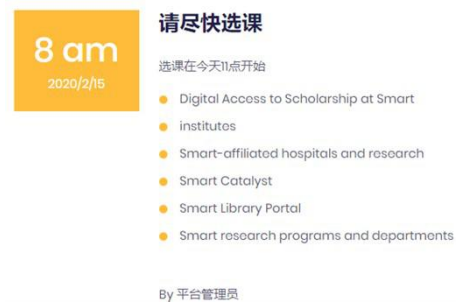 8 am
2020/2/15
请尽快选课
选课在今天11点开始
Digital Access to Scholarship at Smart
institutes
Smart-affiliated hospitals and research
Smart Catalyst
Smart Library Portal
Smart research programs and departments
By 平台管理员